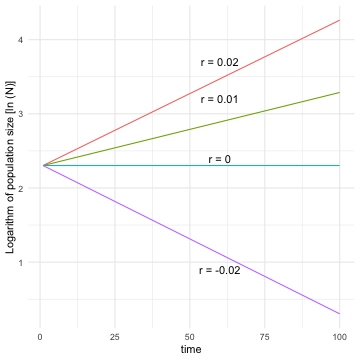 Logarithm of population size [ln (N)]
4
3
2
1
r = 0.02
r = 0.01
r = 0
r = -0.02
0
25
50
75
100
time